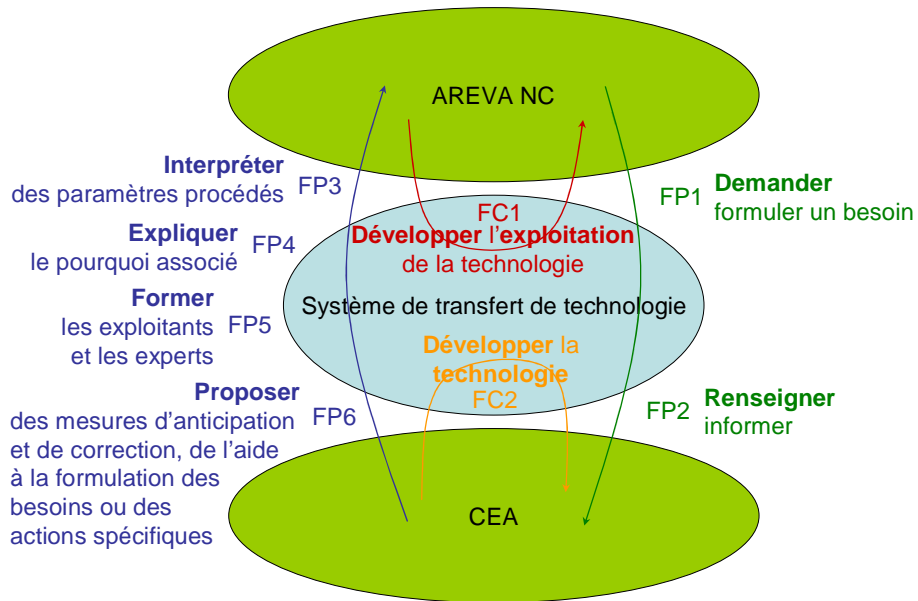 AREVA NC
Interpréter
des paramètres procédés
FP3
Expliquer
le pourquoi associé
FP4
Former
les exploitants
et les experts
FP5
Proposer
des mesures d'anticipation
et de correction, de l'aide
à la formulation des
besoins ou des
actions spécifiques
FP6
FC1
Développer l'exploitation
de la technologie
Système de transfert de technologie
Développer la
technologie
FC2
FP1
Demander
formuler un besoin
FP2
Renseigner
informer
CEA